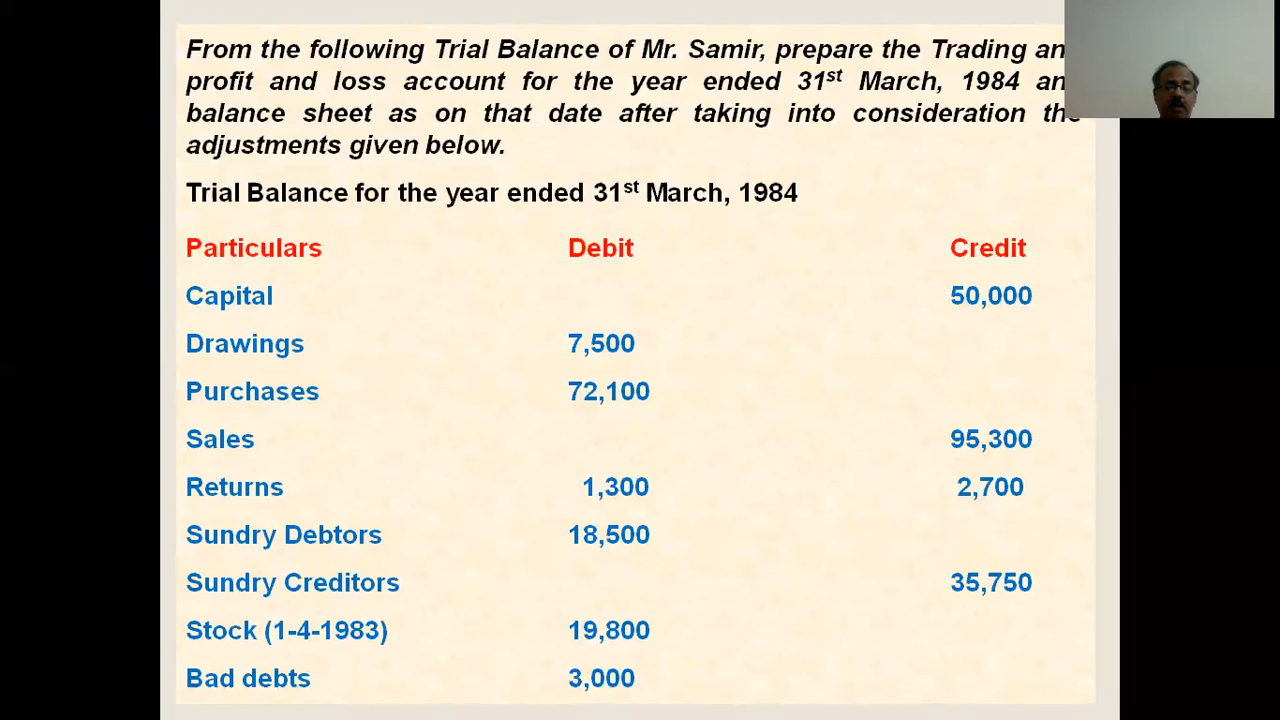 From the following Trial Balance of Mr. Samir, prepare the Trading an
profit and loss account for the year ended 31st March, 1984 an
balance sheet as on that date after taking into consideration the
adjustments given below.
Trial Balance for the year ended 31st March, 1984
Particulars Debit Credit
Capital 50,000
Drawings 7,500
Purchases 72,100
Sales 95,300
Returns 1,300 2,700
Sundry Debtors 18,500
Sundry Creditors 35,750
Stock (1-4-1983) 19,800
Bad debts 3,000